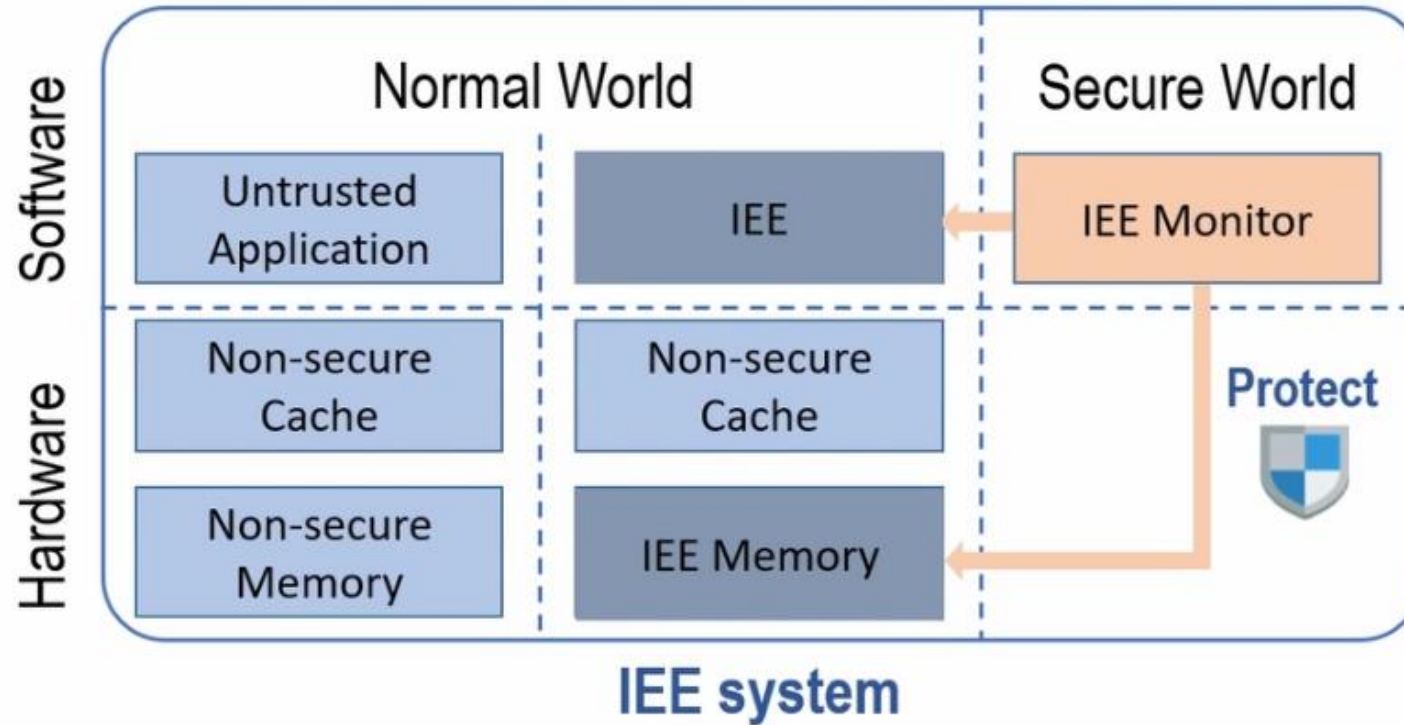 Normal World
Secure World
Software
Untrusted
Application
IEE
IEE Monitor
Hardware
Non-secure
Cache
Non-secure
Cache
Protect
Non-secure
Memory
IEE Memory
IEE system